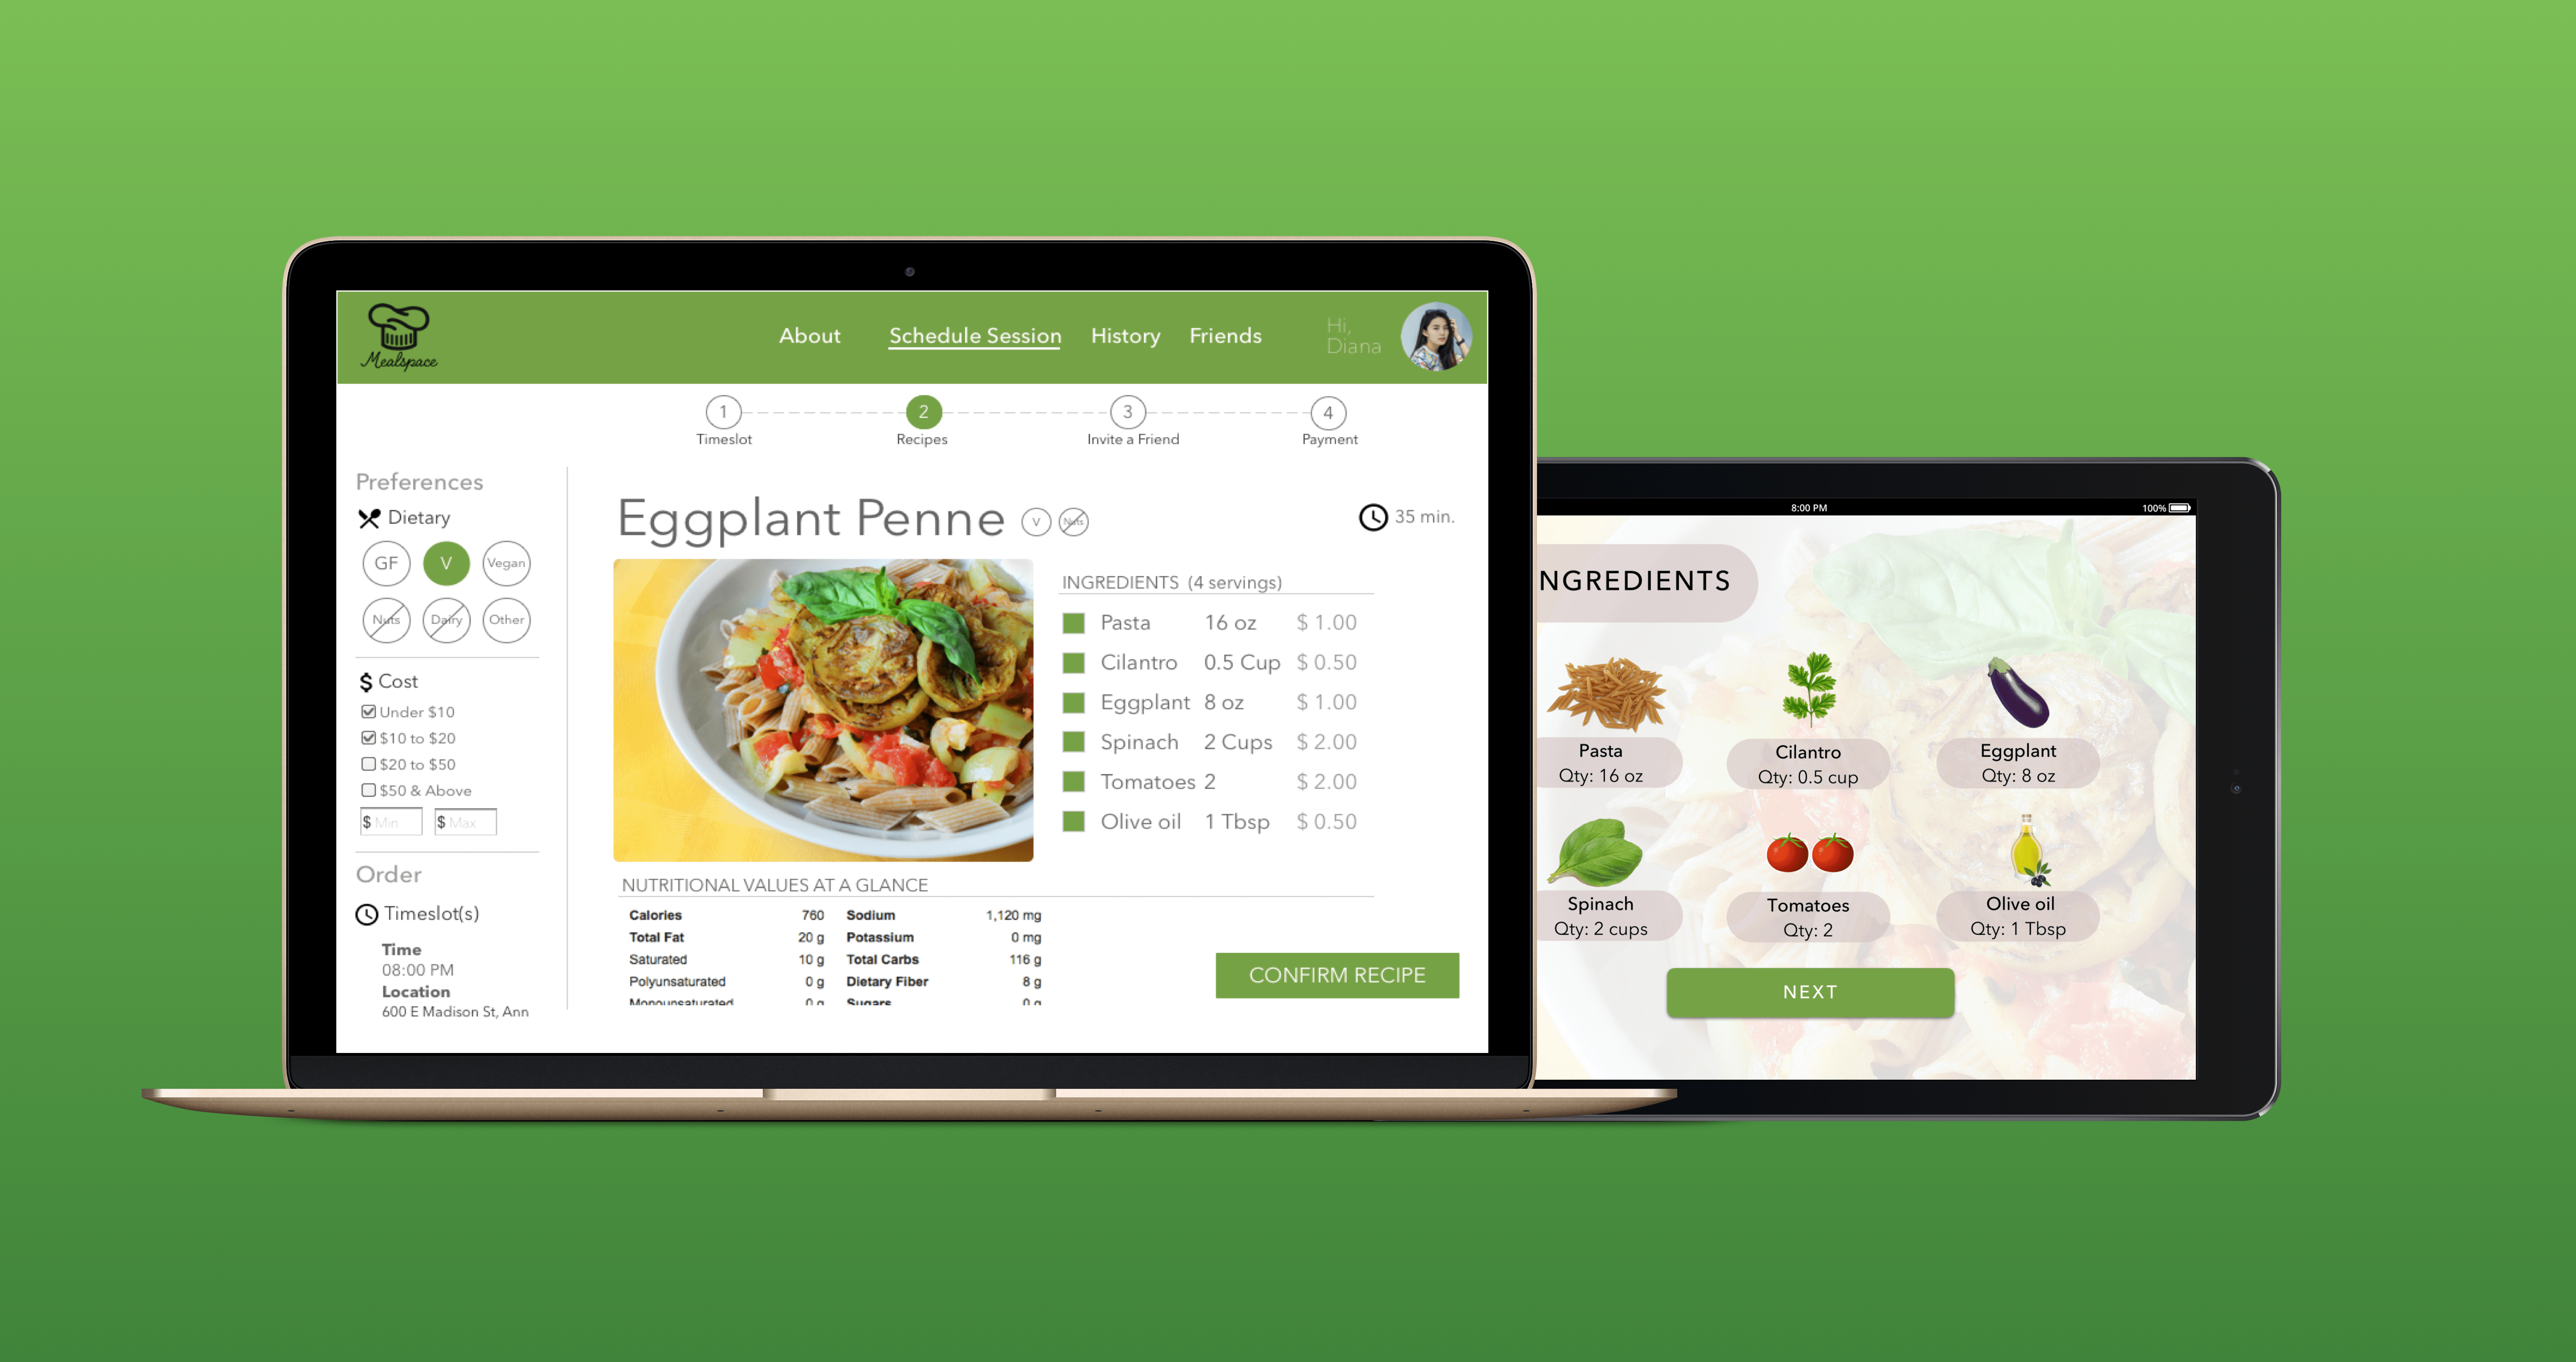 Mealspace
About Schedule Session History Friends
Hi,
Diana
1 2 3 4
Timeslot Recipes Invite a Friend Payment
Preferences
Dietary
GF V Vegan
Nuts Dairy Other
$ Cost
Under $10
$10 to $20
$20 to $50
$50 & Above
$ Min $ Max
Order
Timeslot(s)
Time
08:00 PM
Location
600 E Madison St, Ann
Eggplant Penne V Nuts
35 min.
INGREDIENTS (4 servings)
Pasta 16 oz $ 1.00
Cilantro 0.5 Cup $ 0.50
Eggplant 8 oz $ 1.00
Spinach 2 Cups $ 2.00
Tomatoes 2 $ 2.00
Olive oil 1 Tbsp $ 0.50
NUTRITIONAL VALUES AT A GLANCE
Calories 760 Sodium 1,120 mg
Total Fat 20 g Potassium 0 mg
Saturated 10 g Total Carbs 116 g
Polyunsaturated 0 g Dietary Fiber 8 g
Monounsaturated 0 g Sugars 0 g
CONFIRM RECIPE
8:00 PM 100%
NGREDIENTS
Pasta
Qty: 16 oz
Cilantro
Qty: 0.5 cup
Eggplant
Qty: 8 oz
Spinach
Qty: 2 cups
Tomatoes
Qty: 2
Olive oil
Qty: 1 Tbsp
NEXT